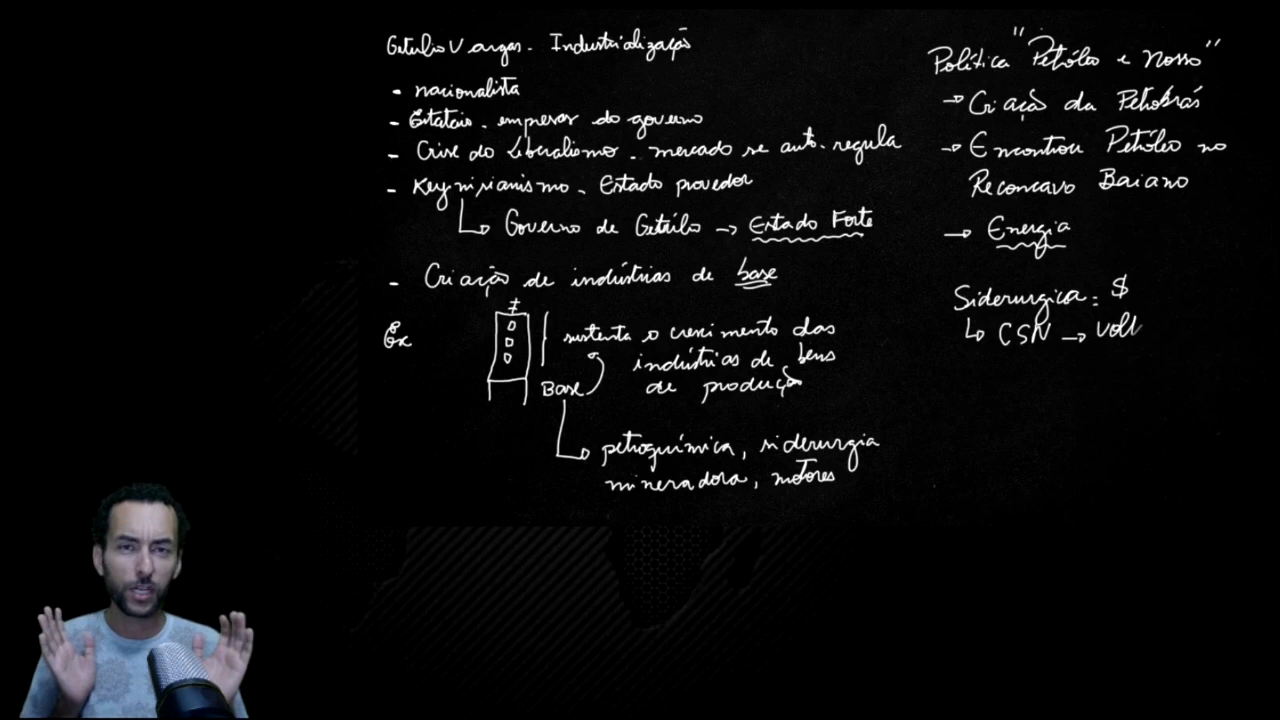 Getúlio Vargas - Industrialização
- nacionalista
- Estatais - empresas do governo
- Crise do Liberalismo - mercado se auto-regula
- Keynisianismo - Estado provedor
↳ Governo de Getúlio → Estado Forte
- Criação de indústrias de base
Ex
sustenta o crescimento das
indústrias de bens
de produção
Base
↳ petroquímica, siderurgia
mineradora, motores
Política "Petróleo e Nosso"
→ Criação da Petrobrás
→ Encontrou Petróleo no
Reconcavo Baiano
→ Energia
Siderurgica: $
↳ CSN → Volt